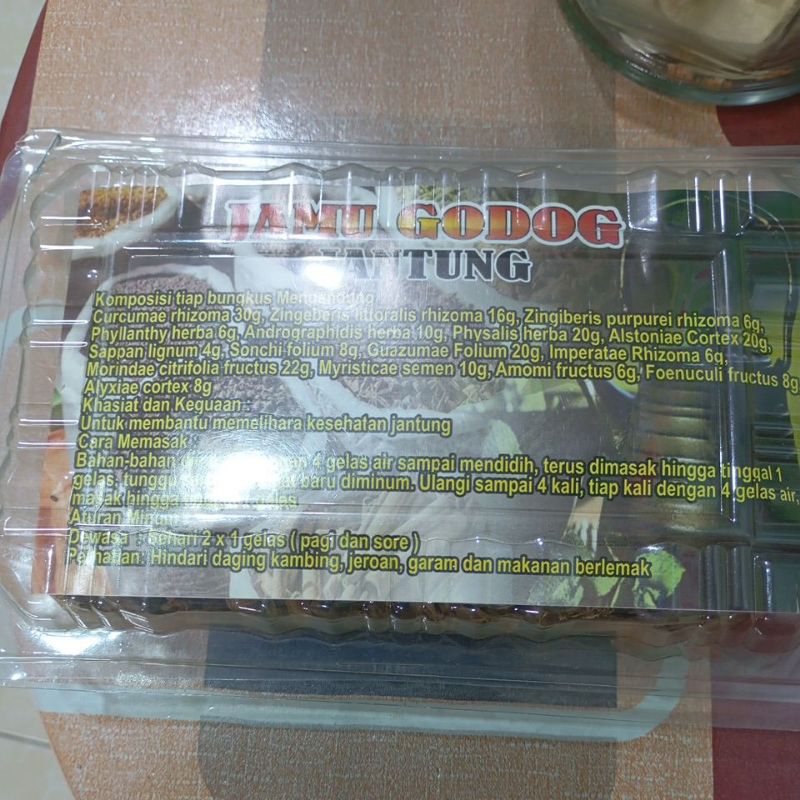 JAMU GODOG
JANTUNG
Komposisi tiap bungkus Mengandung
Curcumae rhizoma 30g, Zingeberis littoralis rhizoma 16g, Zingiberis purpurei rhizoma 6g,
Phyllanthy herba 6g, Andrographidis herba 10g, Physalis herba 20g, Alstoniae Cortex 20g,
Sappan lignum 4g, Sonchi folium 8g, Guazumae Folium 20g, Imperatae Rhizoma 6g,
Morindae citrifolia fructus 22g, Myristicae semen 10g, Amomi fructus 6g, Foenuculi fructus 8g
Alyxiae cortex 8g
Khasiat dan Keguaan :
Untuk membantu memelihara kesehatan jantung
Cara Memasak :
Bahan-bahan 4 gelas air sampai mendidih, terus dimasak hingga tinggal 1
gelas, tunggu baru diminum. Ulangi sampai 4 kali, tiap kali dengan 4 gelas air,
masak hingga gelas
Aturan Minum
Dewasa : Sehari 2 x 1 gelas ( pagi dan sore )
Perhatian: Hindari daging kambing, jeroan, garam dan makanan berlemak